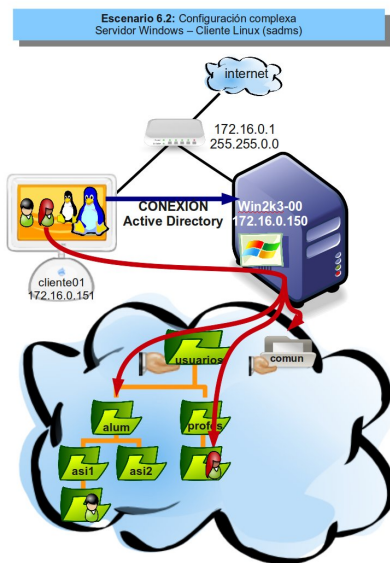 Escenario 6.2: Configuración complexa
Servidor Windows – Cliente Linux (sadms)
internet
172.16.0.1
255.255.0.0
CONEXION
Active Directory
Win2k3-00
172.16.0.150
cliente01
172.16.0.151
usuarios
comun
alum
profes
asi1
asi2